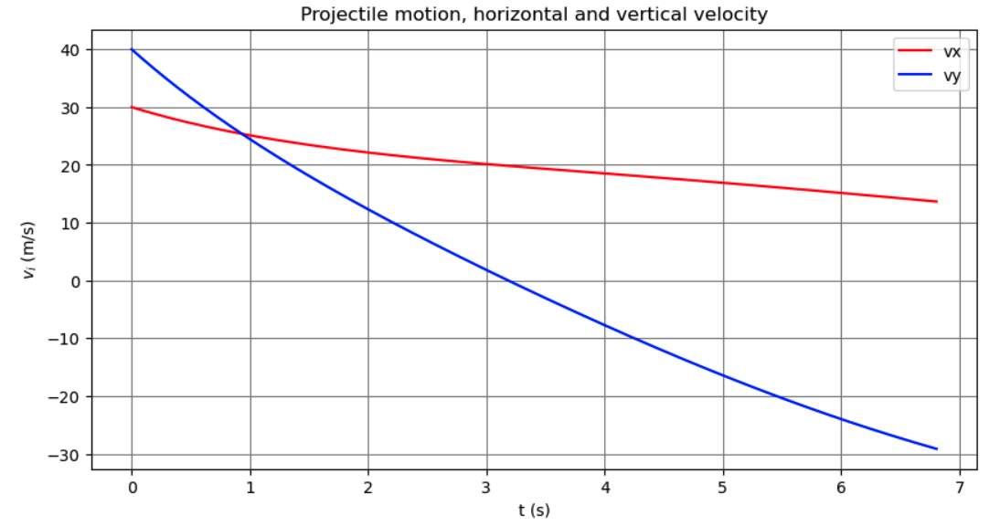 Projectile motion, horizontal and vertical velocity
vx
vy
40
30
20
10
0
−10
−20
−30
v_i (m/s)
0 1 2 3 4 5 6 7
t (s)